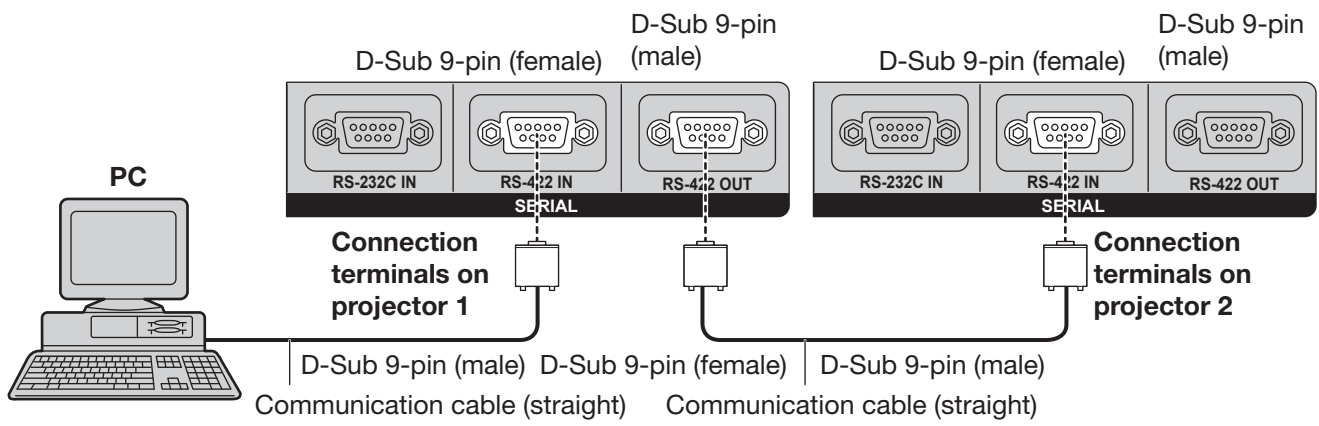 D-Sub 9-pin
(male)
D-Sub 9-pin (female)
D-Sub 9-pin
(male)
D-Sub 9-pin (female)
PC
RS-232C IN
RS-422 IN
RS-422 OUT
SERIAL
RS-232C IN
RS-422 IN
RS-422 OUT
SERIAL
Connection
terminals on
projector 1
Connection
terminals on
projector 2
D-Sub 9-pin (male)
D-Sub 9-pin (female)
D-Sub 9-pin (male)
Communication cable (straight)
Communication cable (straight)